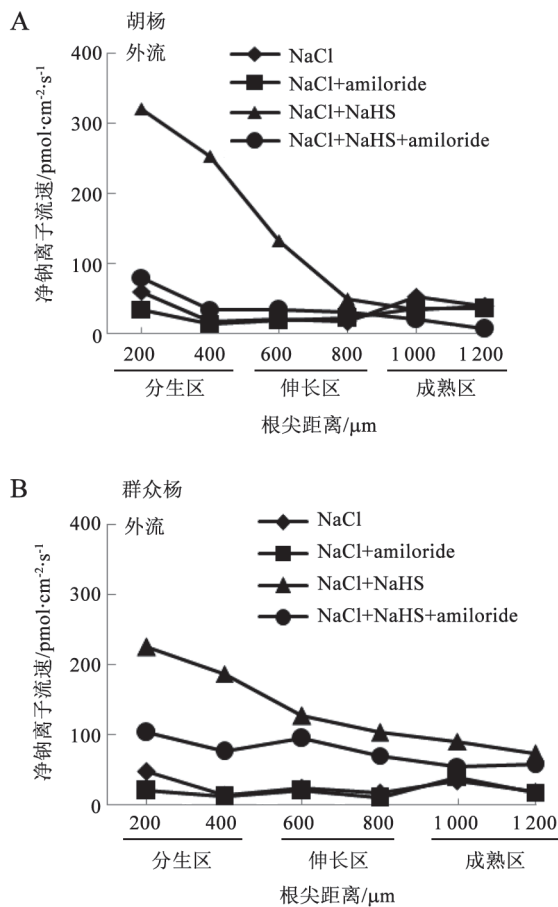 A
胡杨
外流
NaCl
NaCl+amiloride
NaCl+NaHS
NaCl+NaHS+amiloride
净钠离子流速/pmol·cm⁻²·s⁻¹
400
300
200
100
0
200 400 600 800 1 000 1 200
分生区 伸长区 成熟区
根尖距离/μm
B
群众杨
外流
NaCl
NaCl+amiloride
NaCl+NaHS
NaCl+NaHS+amiloride
净钠离子流速/pmol·cm⁻²·s⁻¹
400
300
200
100
0
200 400 600 800 1 000 1 200
分生区 伸长区 成熟区
根尖距离/μm